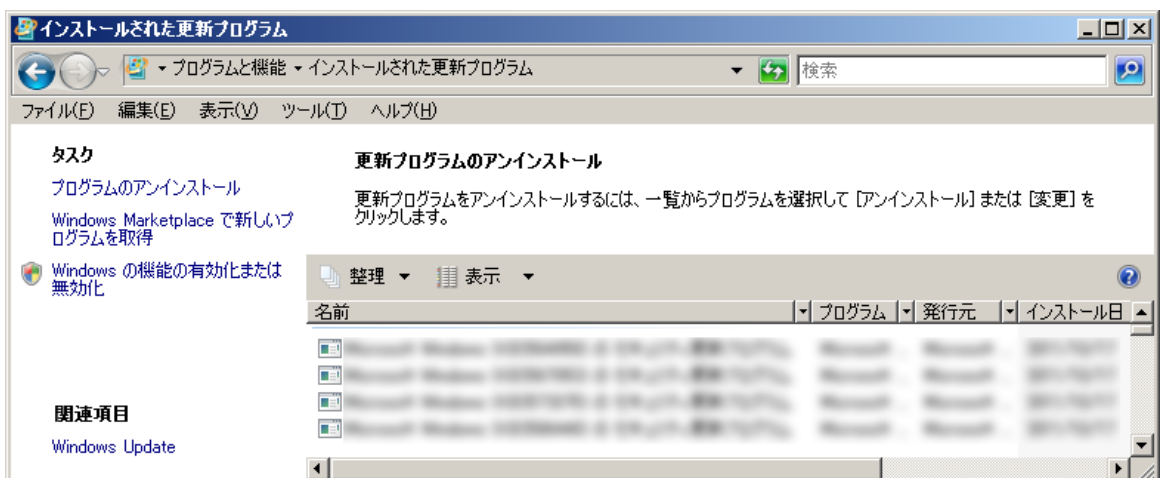 インストールされた更新プログラム
プログラムと機能 インストールされた更新プログラム 検索
ファイル(F) 編集(E) 表示(V) ツール(T) ヘルプ(H)
タスク
プログラムのアンインストール
Windows Marketplace で新しいプ
ログラムを取得
Windows の機能の有効化または
無効化
関連項目
Windows Update
更新プログラムのアンインストール
更新プログラムをアンインストールするには、一覧からプログラムを選択して [アンインストール] または [変更] を
クリックします。
整理 表示
名前 プログラム 発行元 インストール日